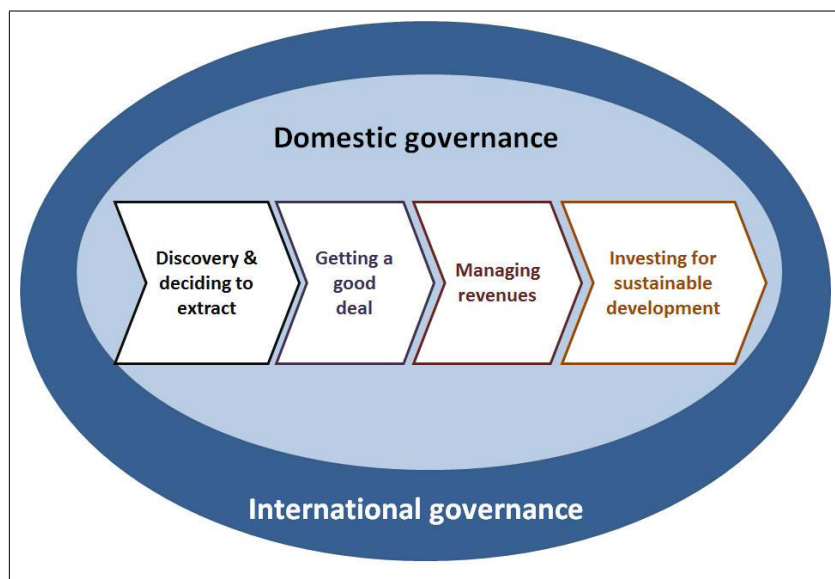 Domestic governance
Discovery &
deciding to
extract
Getting a
good
deal
Managing
revenues
Investing for
sustainable
development
International governance